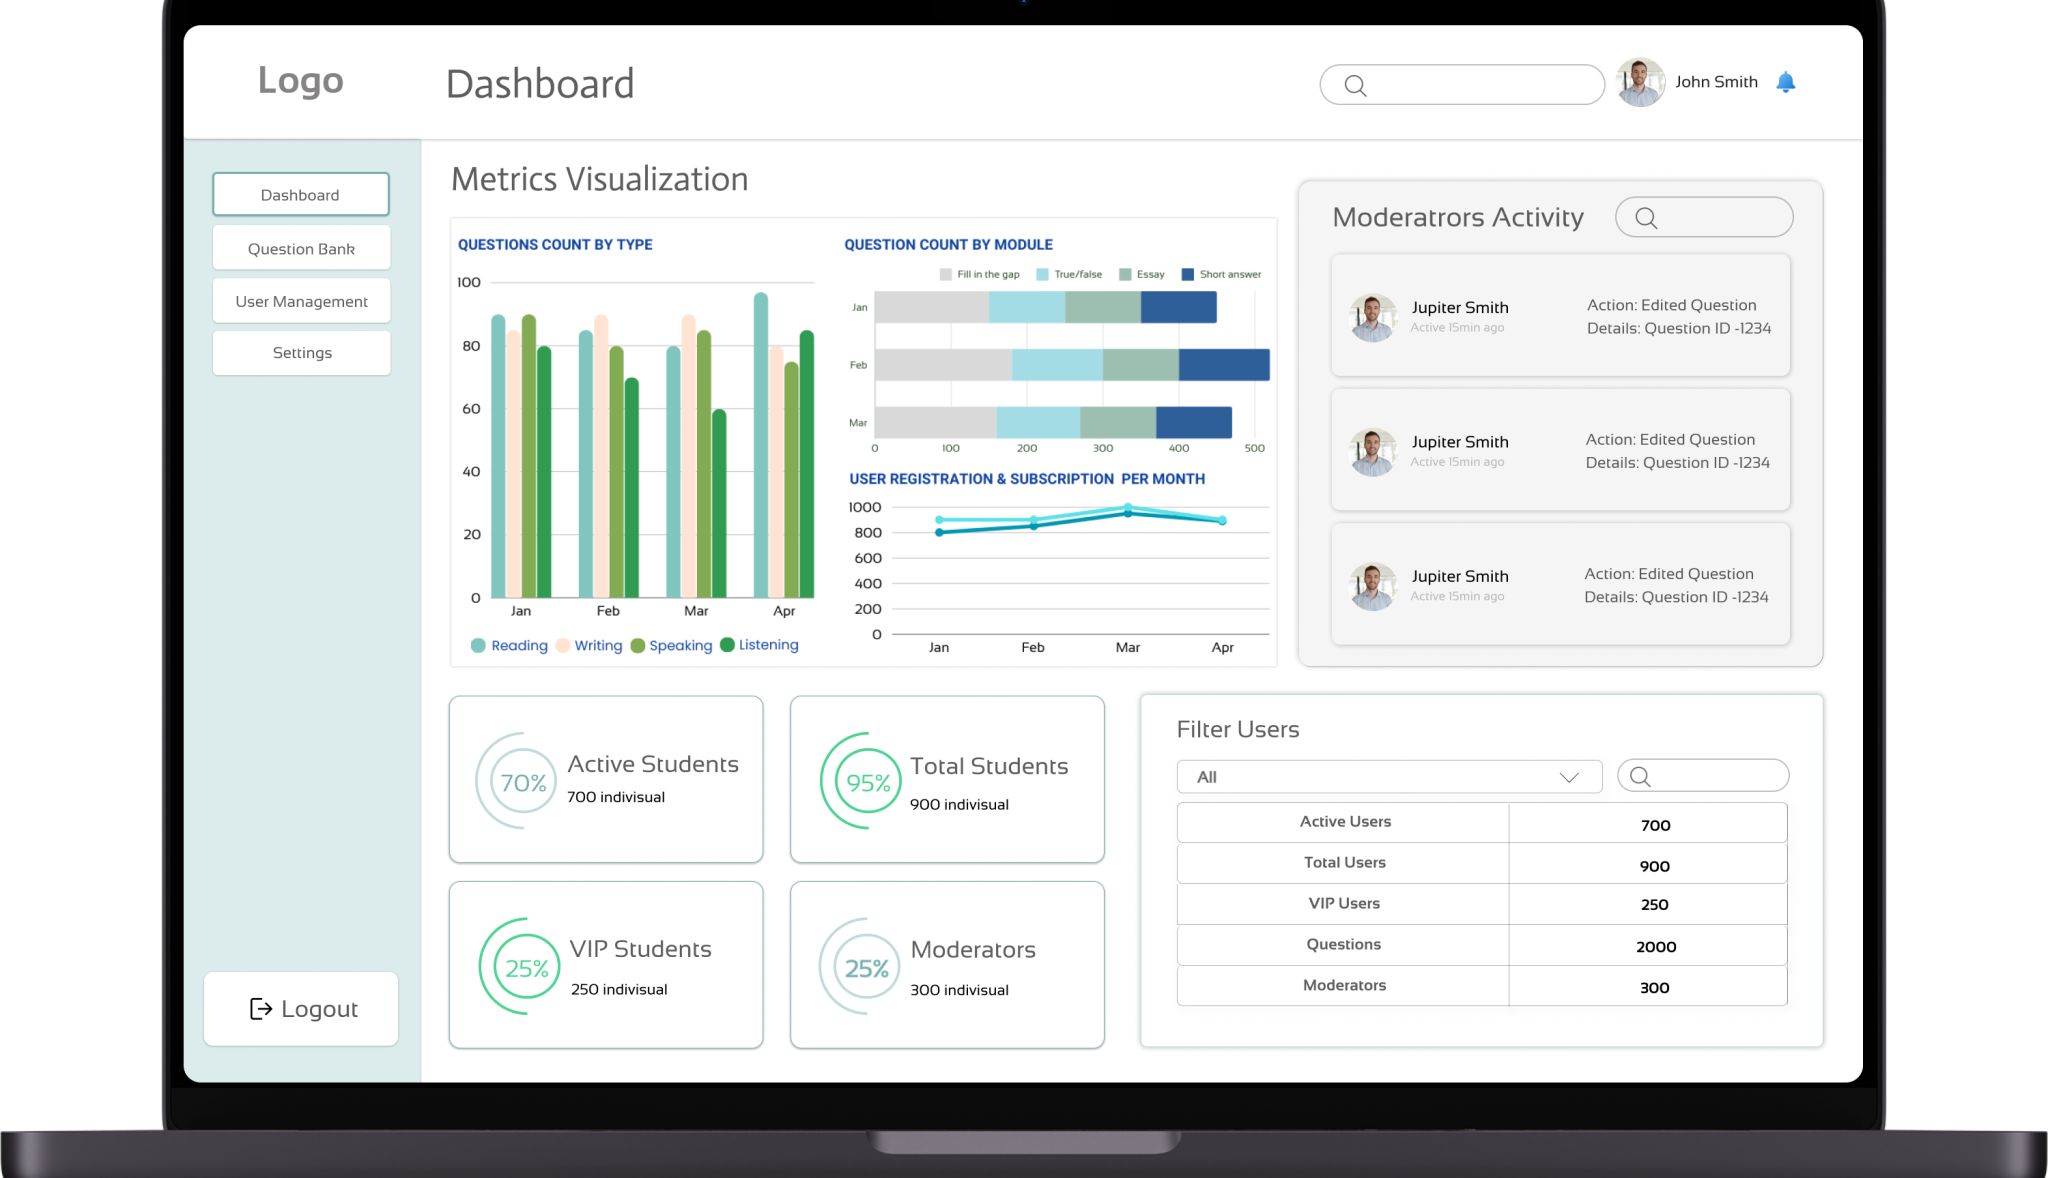 Logo
Dashboard
John Smith
Dashboard
Question Bank
User Management
Settings
Logout
Metrics Visualization
QUESTIONS COUNT BY TYPE
100
80
60
40
20
0
Jan Feb Mar Apr
Reading Writing Speaking Listening
QUESTION COUNT BY MODULE
Fill in the gap True/false Essay Short answer
Jan
Feb
Mar
0 100 200 300 400 500
USER REGISTRATION & SUBSCRIPTION PER MONTH
1000
800
600
400
200
0
Jan Feb Mar Apr
Moderatrors Activity
Jupiter Smith
Active 15min ago
Action: Edited Question
Details: Question ID -1234
Jupiter Smith
Active 15min ago
Action: Edited Question
Details: Question ID -1234
Jupiter Smith
Active 15min ago
Action: Edited Question
Details: Question ID -1234
70%
Active Students
700 indivisual
95%
Total Students
900 indivisual
25%
VIP Students
250 indivisual
25%
Moderators
300 indivisual
Filter Users
All
Active Users 700
Total Users 900
VIP Users 250
Questions 2000
Moderators 300